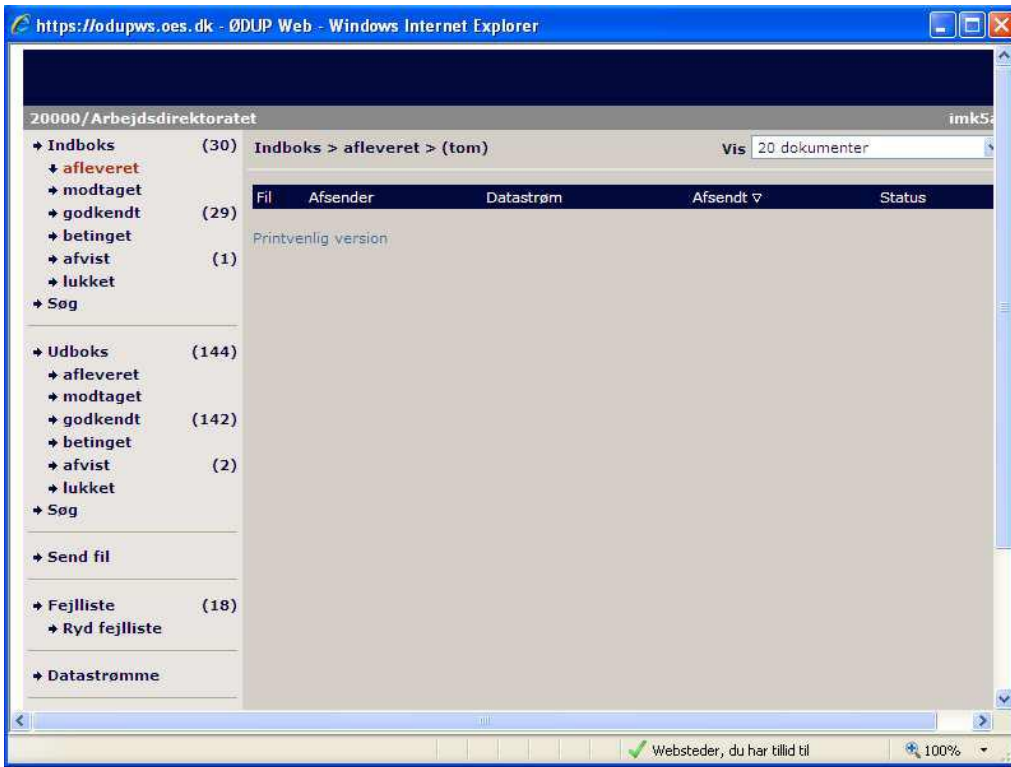 https://odupws.oes.dk - ØDUP Web - Windows Internet Explorer
20000/Arbejdsdirektoratet
Indboks (30)
afleveret
modtaget
godkendt (29)
betinget
afvist (1)
lukket
Søg
Udboks (144)
afleveret
modtaget
godkendt (142)
betinget
afvist (2)
lukket
Søg
Send fil
Fejlliste (18)
Ryd fejlliste
Datastrømme
imk5a
Indboks > afleveret > (tom) Vis 20 dokumenter
Fil Afsender Datastrøm Afsendt Status
Printvenlig version
Websteder, du har tillid til 100%